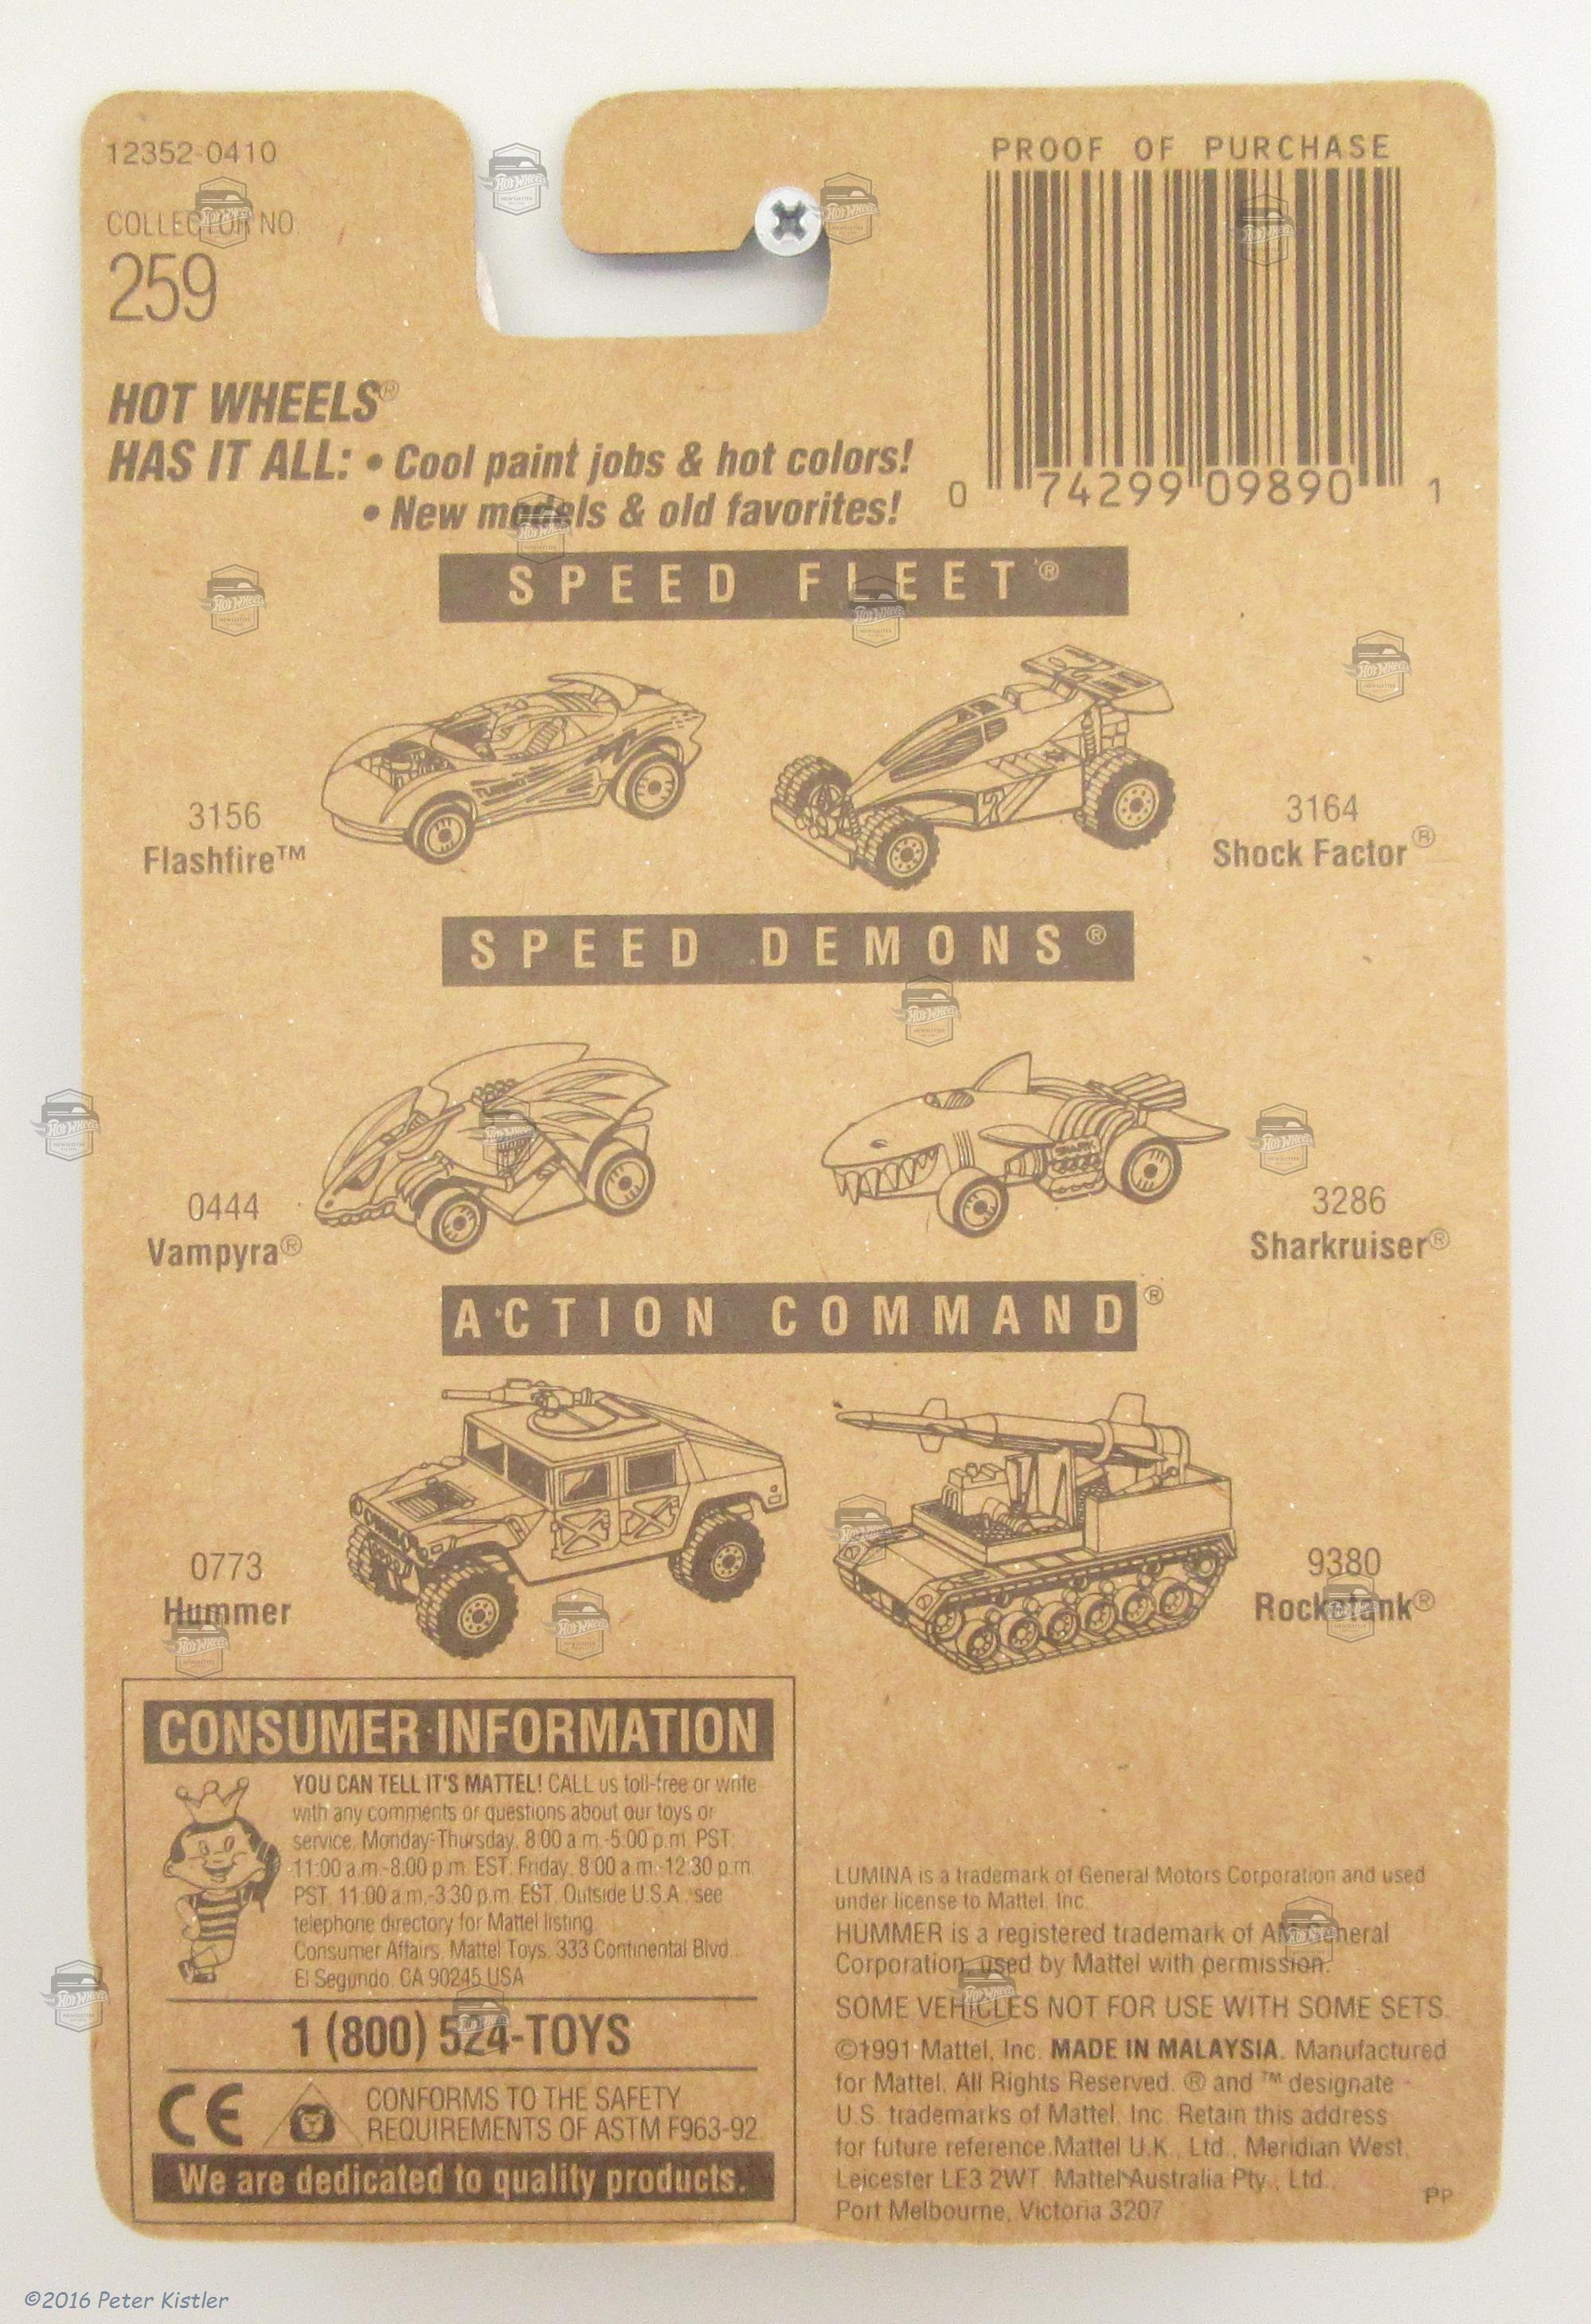 12352-0410
COLLECTOR NO.
259
PROOF OF PURCHASE
0 74299 09890 1
HOT WHEELS®
HAS IT ALL: • Cool paint jobs & hot colors!
• New models & old favorites!
SPEED FLEET®
3156
Flashfire™
3164
Shock Factor®
SPEED DEMONS®
0444
Vampyra®
3286
Sharkruiser®
ACTION COMMAND®
0773
Hummer
9380
Rocketank®
CONSUMER INFORMATION
YOU CAN TELL IT'S MATTEL! CALL us toll-free or write
with any comments or questions about our toys or
service, Monday-Thursday, 8:00 a.m.-5:00 p.m. PST;
11:00 a.m.-8:00 p.m. EST; Friday, 8:00 a.m.-12:30 p.m.
PST, 11:00 a.m.-3:30 p.m. EST. Outside U.S.A., see
telephone directory for Mattel listing.
Consumer Affairs, Mattel Toys, 333 Continental Blvd.,
El Segundo, CA 90245 USA
1 (800) 524-TOYS
CE
CONFORMS TO THE SAFETY
REQUIREMENTS OF ASTM F963-92.
We are dedicated to quality products.
LUMINA is a trademark of General Motors Corporation and used
under license to Mattel, Inc.
HUMMER is a registered trademark of AM General
Corporation, used by Mattel with permission.
SOME VEHICLES NOT FOR USE WITH SOME SETS.
©1991 Mattel, Inc. MADE IN MALAYSIA. Manufactured
for Mattel. All Rights Reserved. ® and ™ designate
U.S. trademarks of Mattel, Inc. Retain this address
for future reference. Mattel U.K., Ltd., Meridian West,
Leicester LE3 2WT. Mattel Australia Pty., Ltd.,
Port Melbourne, Victoria 3207
PP
©2016 Peter Kistler